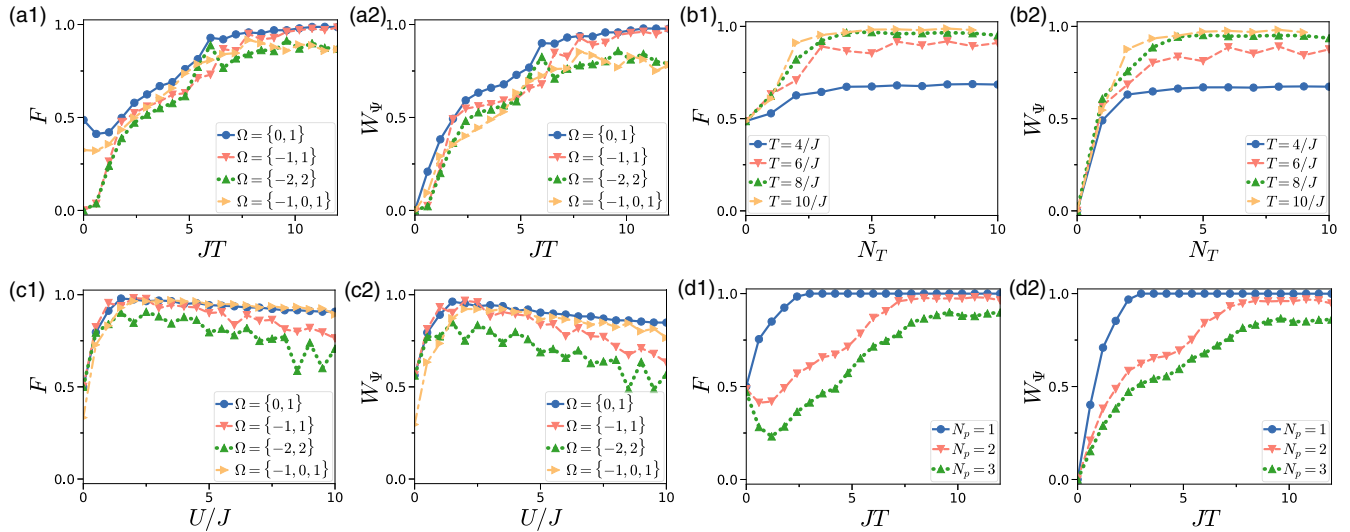 (a1)
1.0
0.5
0.0
F
0
5
10
JT
Ω = {0, 1}
Ω = {−1, 1}
Ω = {−2, 2}
Ω = {−1, 0, 1}
(a2)
1.0
0.5
0.0
W_Ψ
0
5
10
JT
Ω = {0, 1}
Ω = {−1, 1}
Ω = {−2, 2}
Ω = {−1, 0, 1}
(b1)
1.0
0.5
0.0
F
0
5
10
N_T
T = 4/J
T = 6/J
T = 8/J
T = 10/J
(b2)
1.0
0.5
0.0
W_Ψ
0
5
10
N_T
T = 4/J
T = 6/J
T = 8/J
T = 10/J
(c1)
1.0
0.5
0.0
F
0
5
10
U/J
Ω = {0, 1}
Ω = {−1, 1}
Ω = {−2, 2}
Ω = {−1, 0, 1}
(c2)
1.0
0.5
0.0
W_Ψ
0
5
10
U/J
Ω = {0, 1}
Ω = {−1, 1}
Ω = {−2, 2}
Ω = {−1, 0, 1}
(d1)
1.0
0.5
0.0
F
0
5
10
JT
N_p = 1
N_p = 2
N_p = 3
(d2)
1.0
0.5
0.0
W_Ψ
0
5
10
JT
N_p = 1
N_p = 2
N_p = 3